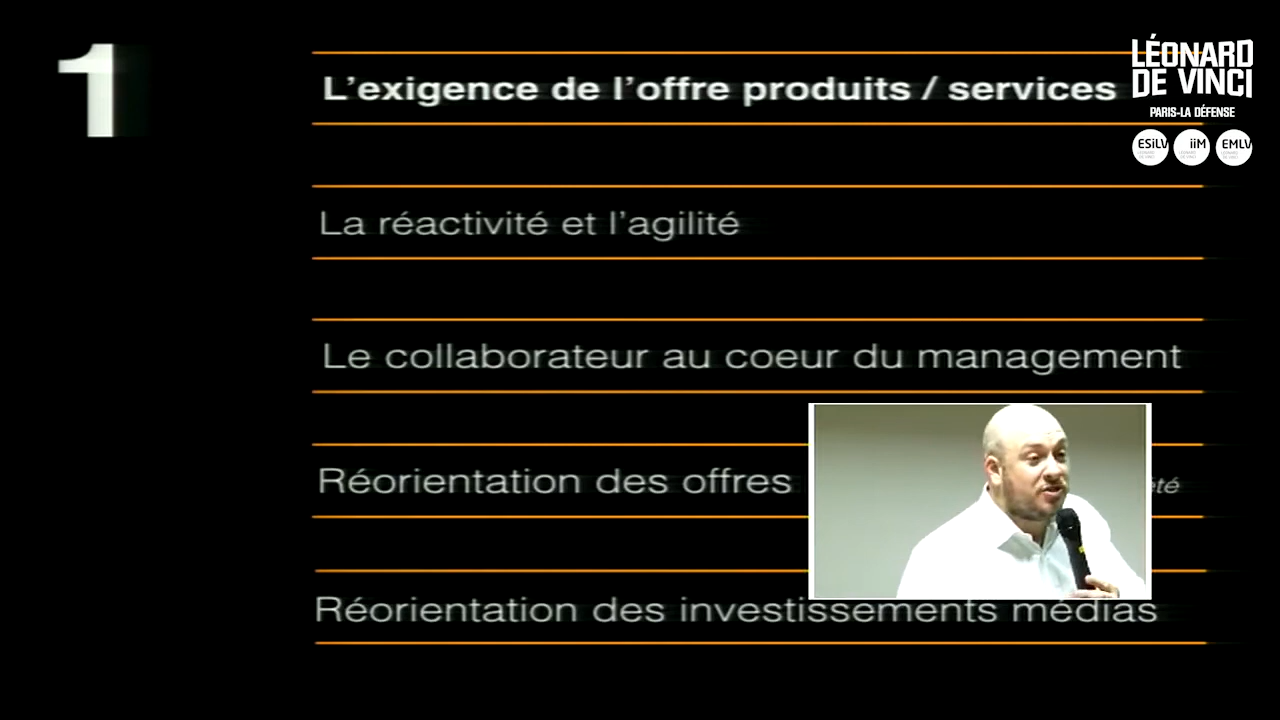 1
L'exigence de l'offre produits / services
LÉONARD
DE VINCI
PARIS-LA DÉFENSE
ESiLV
iiM
EMLV
La réactivité et l'agilité
Le collaborateur au coeur du management
Réorientation des offres
Réorientation des investissements médias